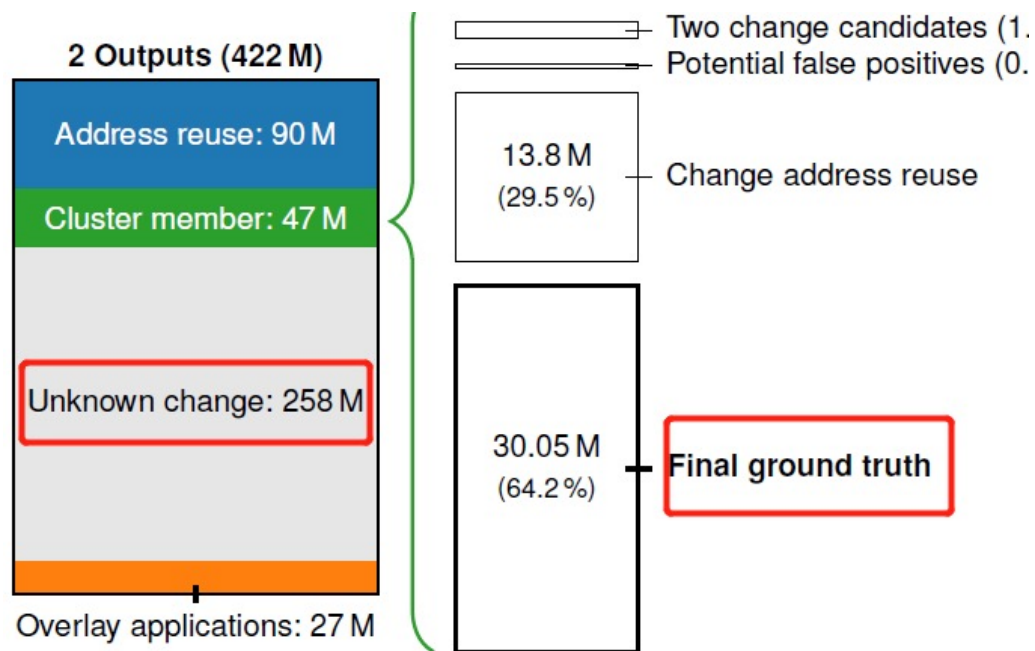 2 Outputs (422 M)
Address reuse: 90 M
Cluster member: 47 M
Unknown change: 258 M
Overlay applications: 27 M
Two change candidates (1.
Potential false positives (0.
13.8 M
(29.5 %)
Change address reuse
30.05 M
(64.2 %)
Final ground truth